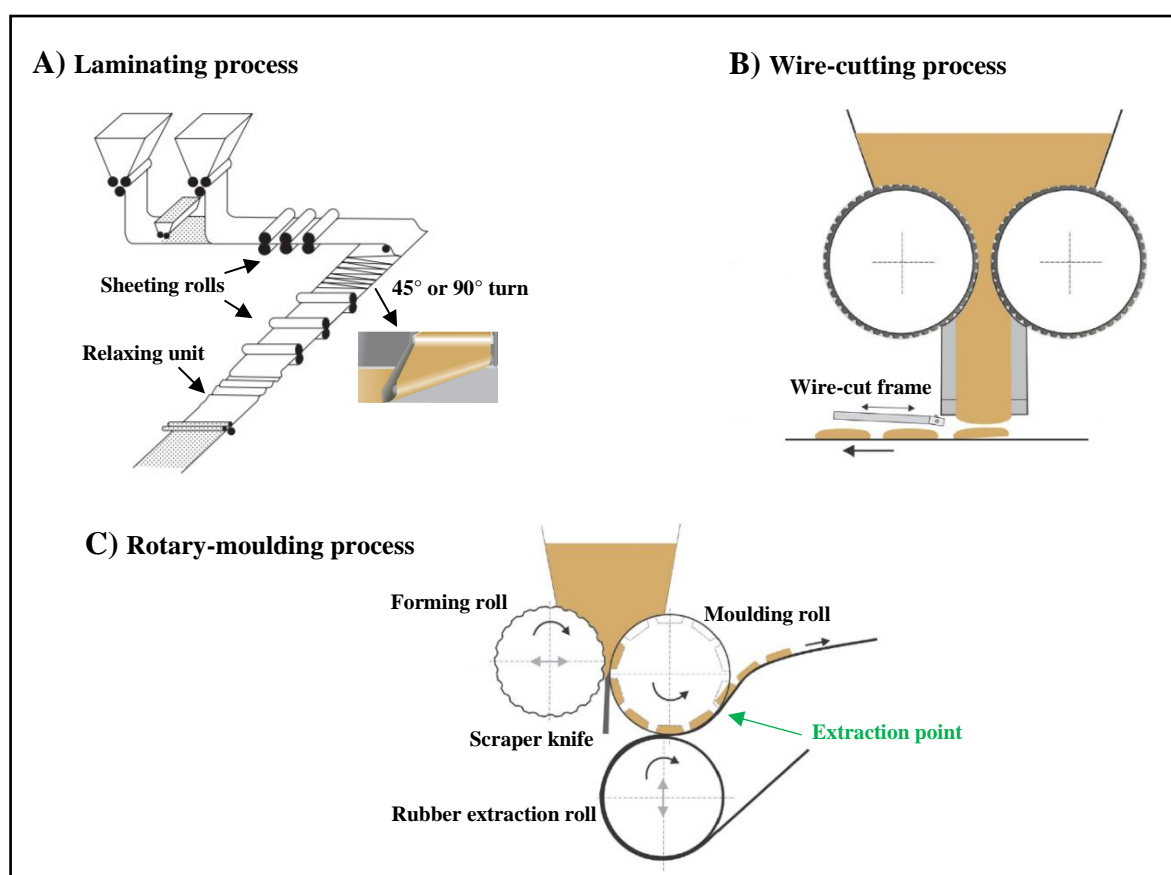 A) Laminating process
B) Wire-cutting process
Sheeting rolls
45° or 90° turn
Relaxing unit
Wire-cut frame
C) Rotary-moulding process
Forming roll
Moulding roll
Scraper knife
Extraction point
Rubber extraction roll